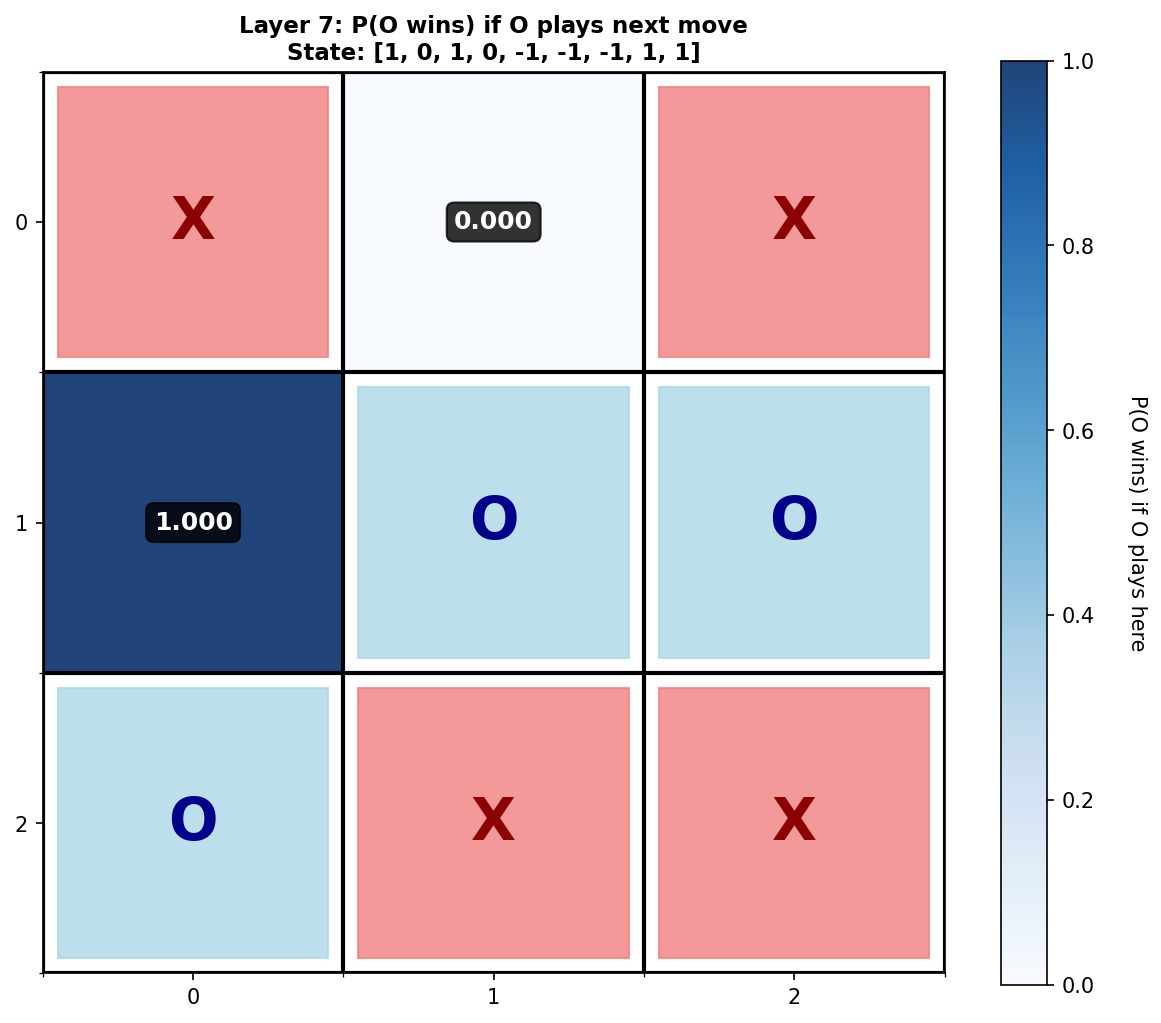 Layer 7: P(O wins) if O plays next move
State: [1, 0, 1, 0, -1, -1, -1, 1, 1]
X
0.000
X
1.000
O
O
O
X
X
0
1
2
0
1
2
1.0
0.8
0.6
0.4
0.2
0.0
P(O wins) if O plays here